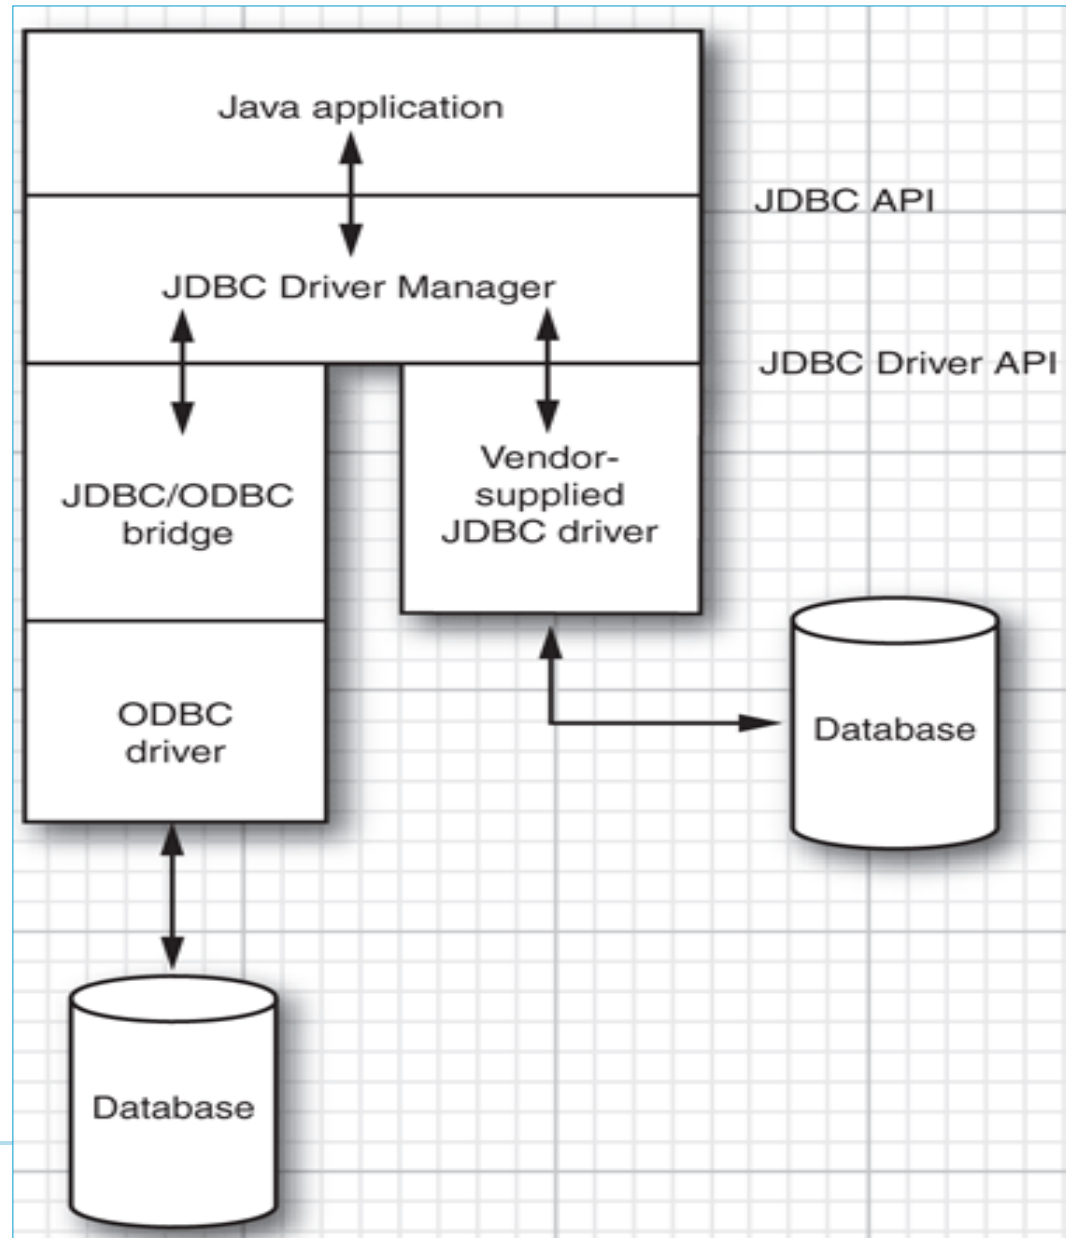 Java application
JDBC API
JDBC Driver Manager
JDBC Driver API
JDBC/ODBC
bridge
Vendor-
supplied
JDBC driver
ODBC
driver
Database
Database